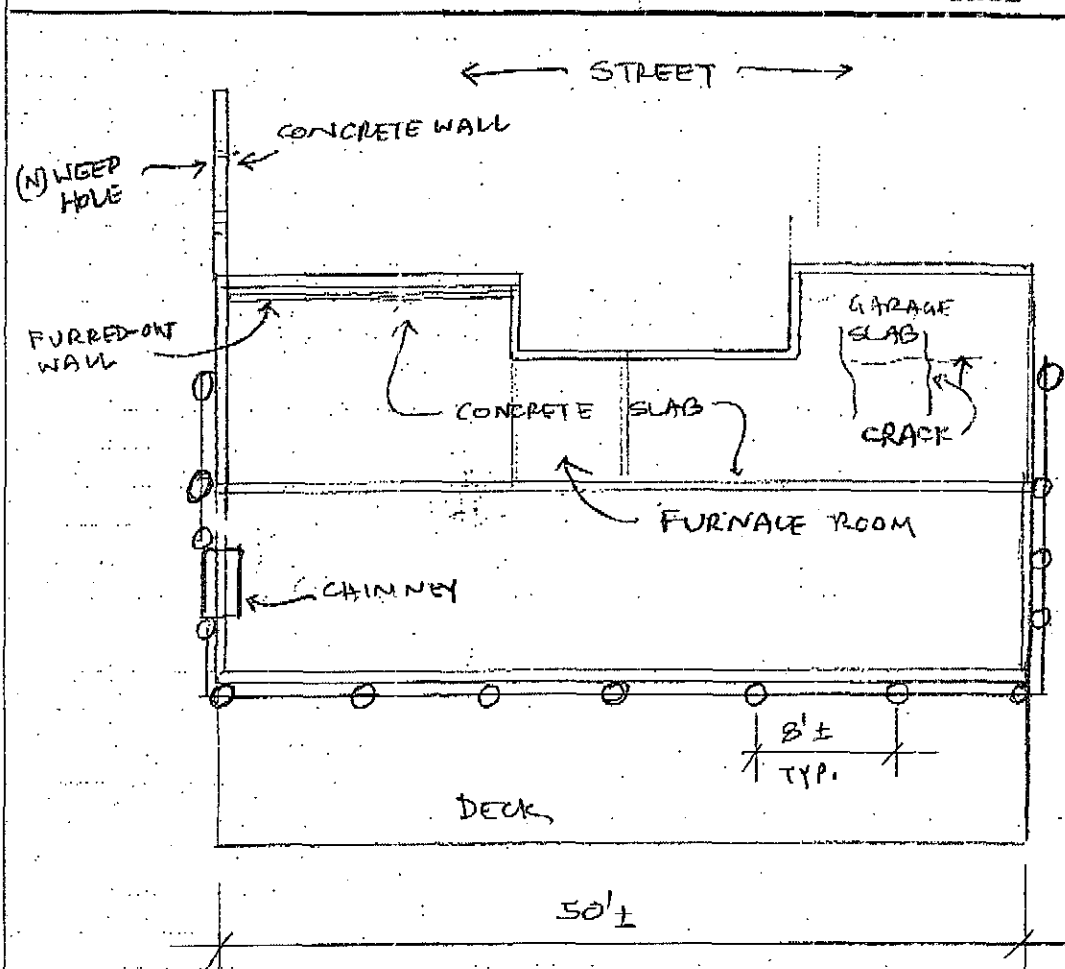 STREET
CONCRETE WALL
(N) WEEP
HOLE
FURRED-OUT
WALL
GARAGE
SLAB
CONCRETE SLAB
CRACK
FURNACE ROOM
CHIMNEY
8'±
TYP.
DECK
50'±